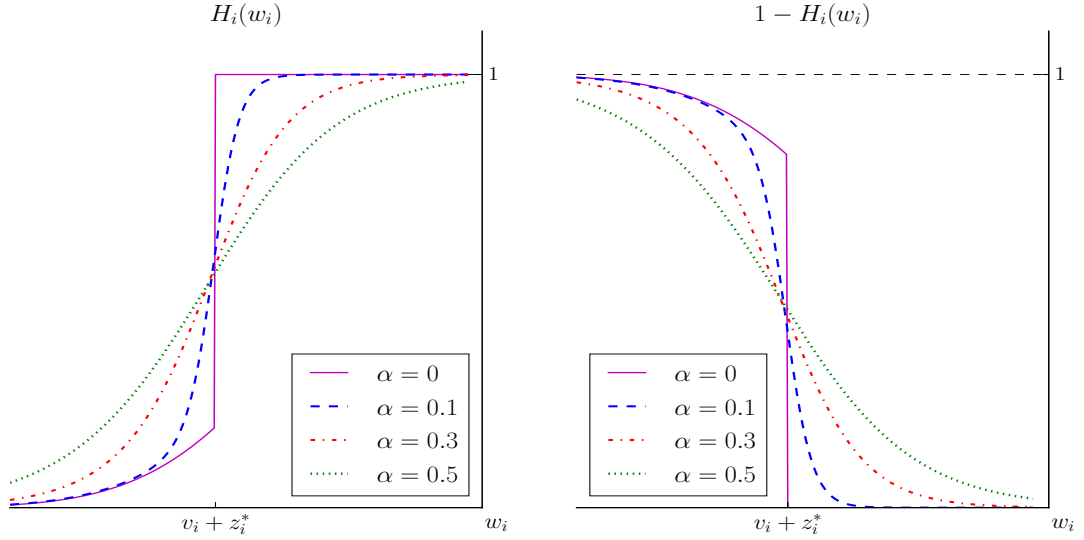 H_i(w_i)
1
α = 0
α = 0.1
α = 0.3
α = 0.5
v_i + z_i^*
w_i
1 − H_i(w_i)
1
α = 0
α = 0.1
α = 0.3
α = 0.5
v_i + z_i^*
w_i